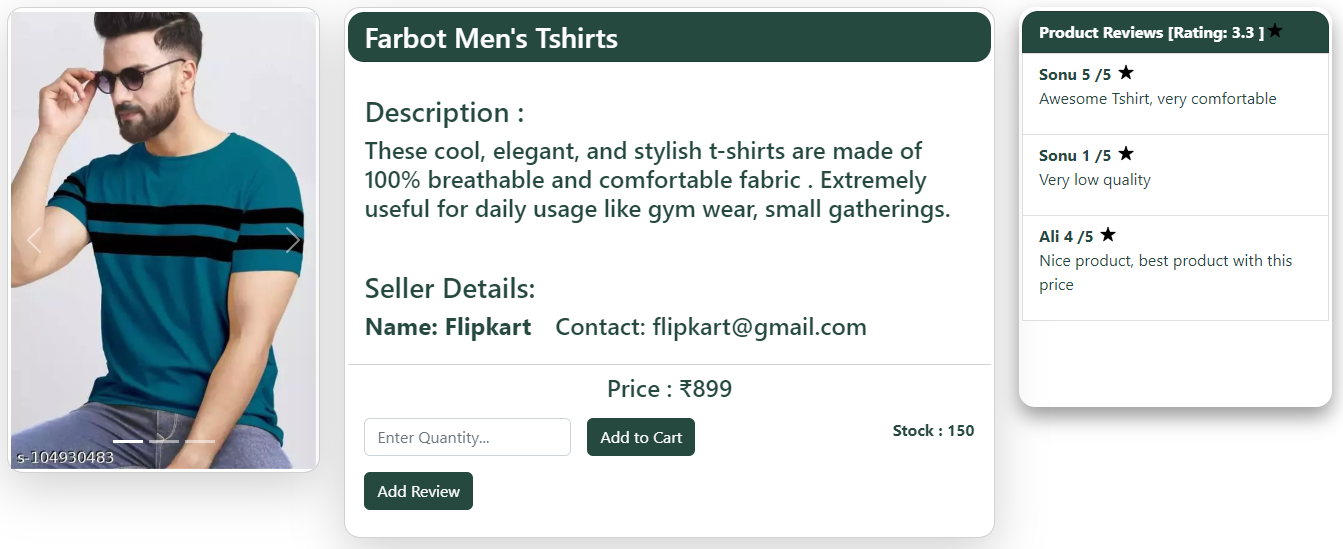 s-104930483
Farbot Men's Tshirts
Description :
These cool, elegant, and stylish t-shirts are made of
100% breathable and comfortable fabric . Extremely
useful for daily usage like gym wear, small gatherings.
Seller Details:
Name: Flipkart Contact: flipkart@gmail.com
Price : ₹899
Enter Quantity... Add to Cart Stock : 150
Add Review
Product Reviews [Rating: 3.3 ]★
Sonu 5 /5 ★
Awesome Tshirt, very comfortable
Sonu 1 /5 ★
Very low quality
Ali 4 /5 ★
Nice product, best product with this
price